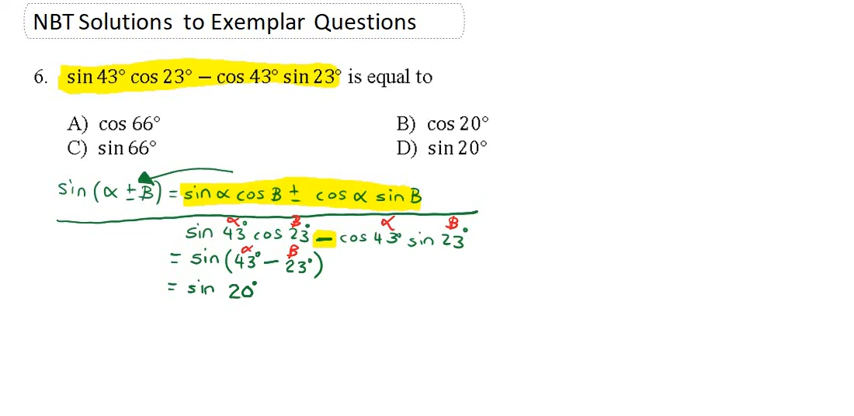 NBT Solutions to Exemplar Questions
6. sin 43° cos 23° − cos 43° sin 23° is equal to
A) cos 66° B) cos 20°
C) sin 66° D) sin 20°
sin (α ± B) = sin α cos B ± cos α sin B
α B α B
sin 43° cos 23° − cos 43° sin 23°
α B
= sin (43° − 23°)
= sin 20°